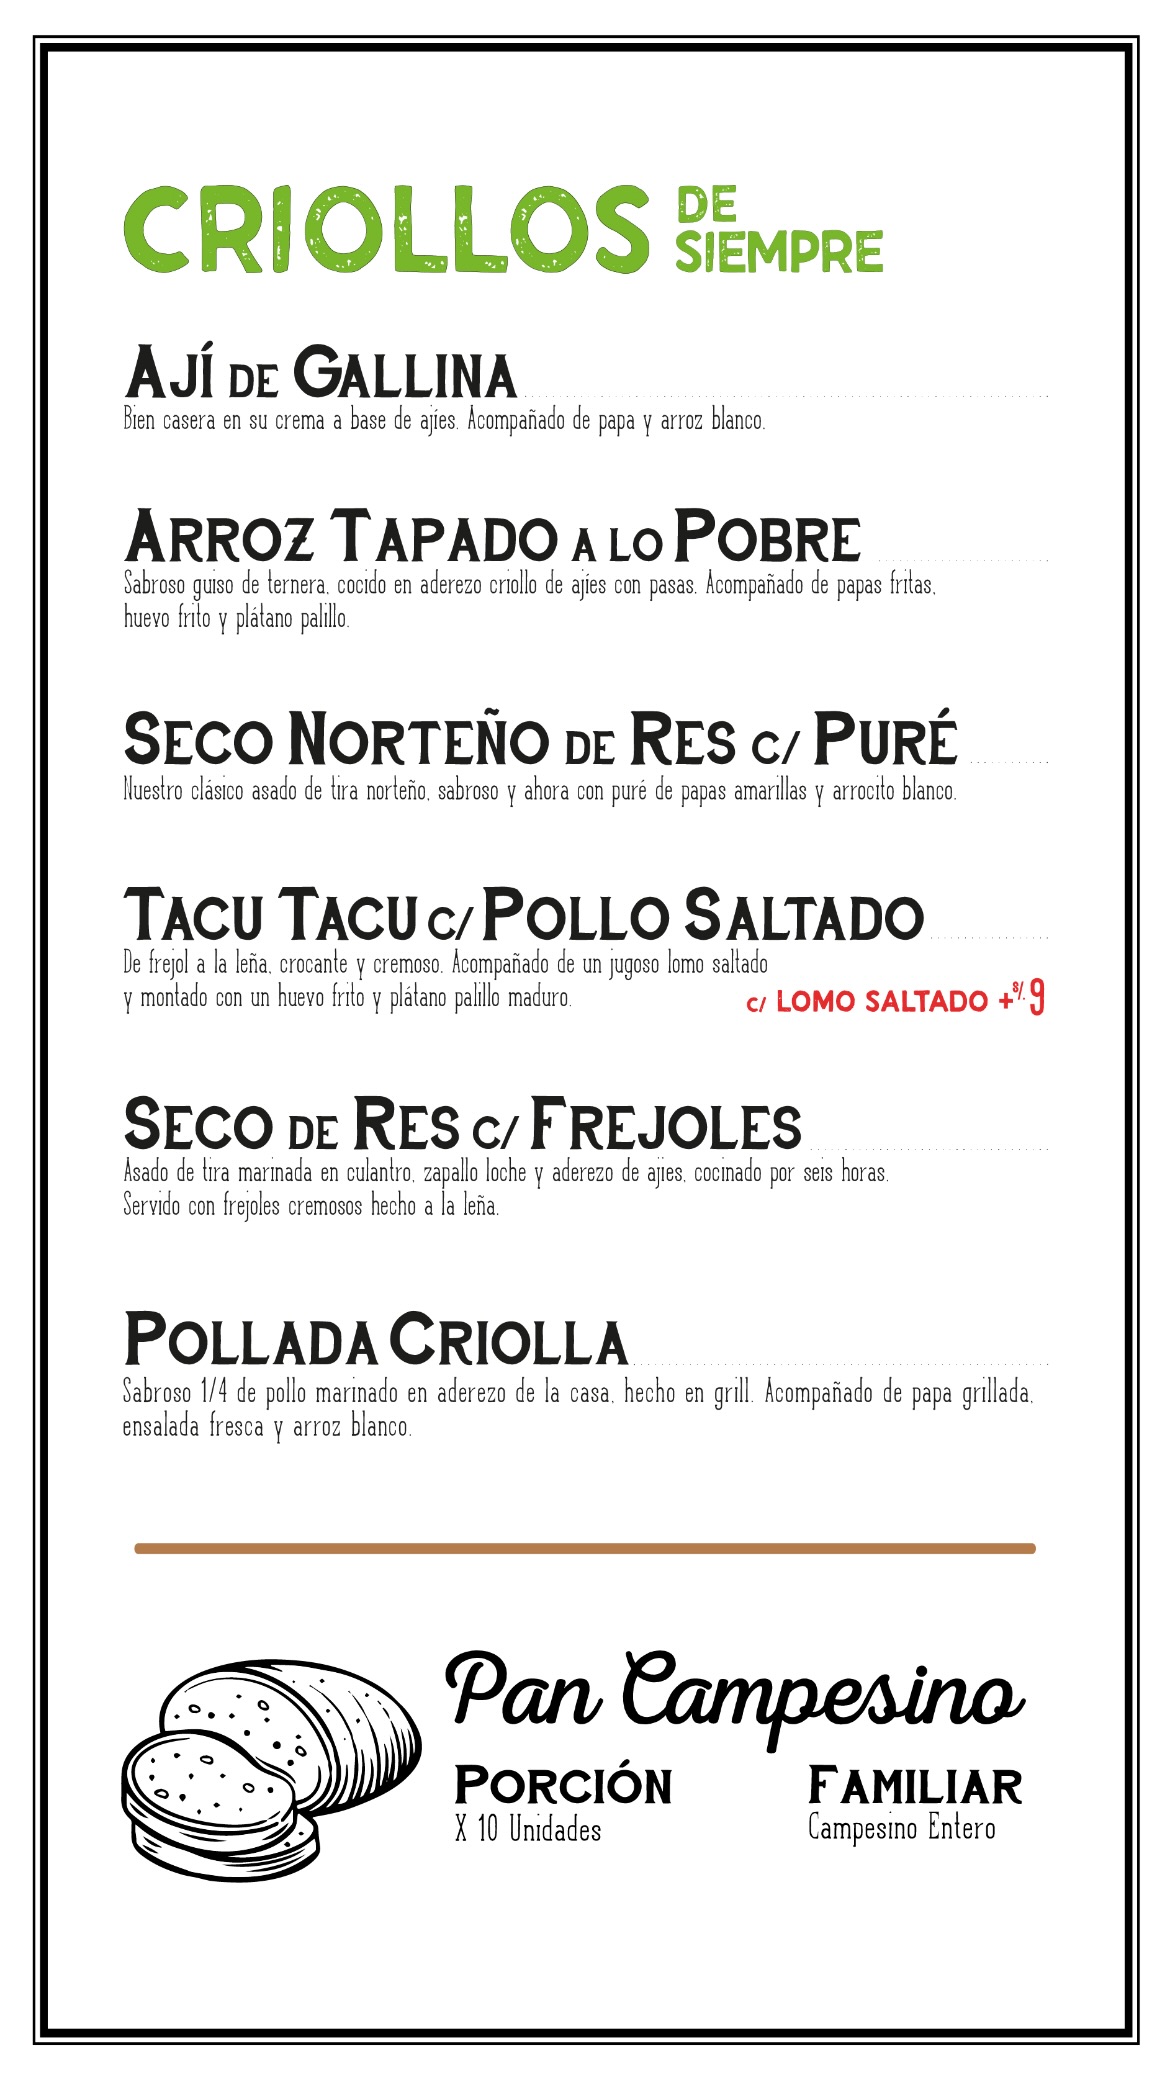 CRIOLLOS DE SIEMPRE
AJÍ DE GALLINA
Bien casera en su crema a base de ajíes. Acompañado de papa y arroz blanco.
ARROZ TAPADO A LO POBRE
Sabroso guiso de ternera, cocido en aderezo criollo de ajíes con pasas. Acompañado de papas fritas,
huevo frito y plátano palillo.
SECO NORTEÑO DE RES C/ PURÉ
Nuestro clásico asado de tira norteño, sabroso y ahora con puré de papas amarillas y arrocito blanco.
TACU TACU C/ POLLO SALTADO
De frejol a la leña, crocante y cremoso. Acompañado de un jugoso lomo saltado
y montado con un huevo frito y plátano palillo maduro.
C/ LOMO SALTADO +S/. 9
SECO DE RES C/ FREJOLES
Asado de tira marinada en culantro, zapallo loche y aderezo de ajíes, cocinado por seis horas.
Servido con frejoles cremosos hecho a la leña.
POLLADA CRIOLLA
Sabroso 1/4 de pollo marinado en aderezo de la casa, hecho en grill. Acompañado de papa grillada,
ensalada fresca y arroz blanco.
Pan Campesino
PORCIÓN
X 10 Unidades
FAMILIAR
Campesino Entero